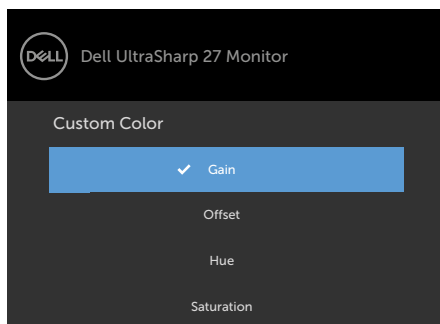 DELL
Dell UltraSharp 27 Monitor
Custom Color
Gain
Offset
Hue
Saturation